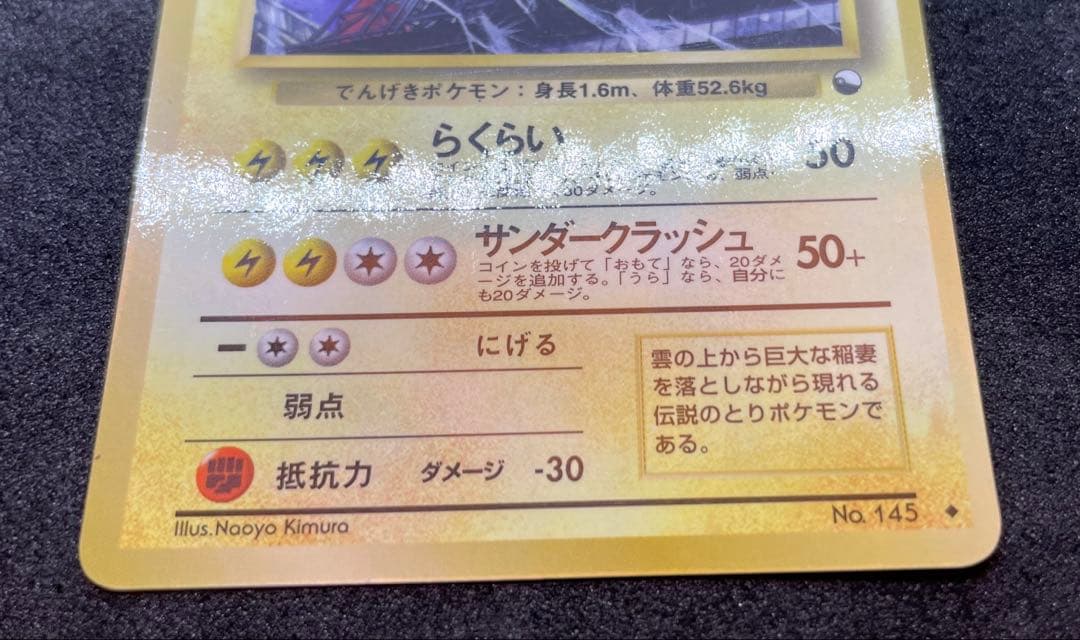 でんげきポケモン：身長1.6m、体重52.6kg
らくらい
弱点
30ダメージ。
サンダークラッシュ 50+
コインを投げて「おもて」なら、20ダメ
ージを追加する。「うら」なら、自分に
も20ダメージ。
にげる
弱点
抵抗力 ダメージ -30
雲の上から巨大な稲妻
を落としながら現れる
伝説のとりポケモンで
ある。
Illus.Naoyo Kimura
No. 145